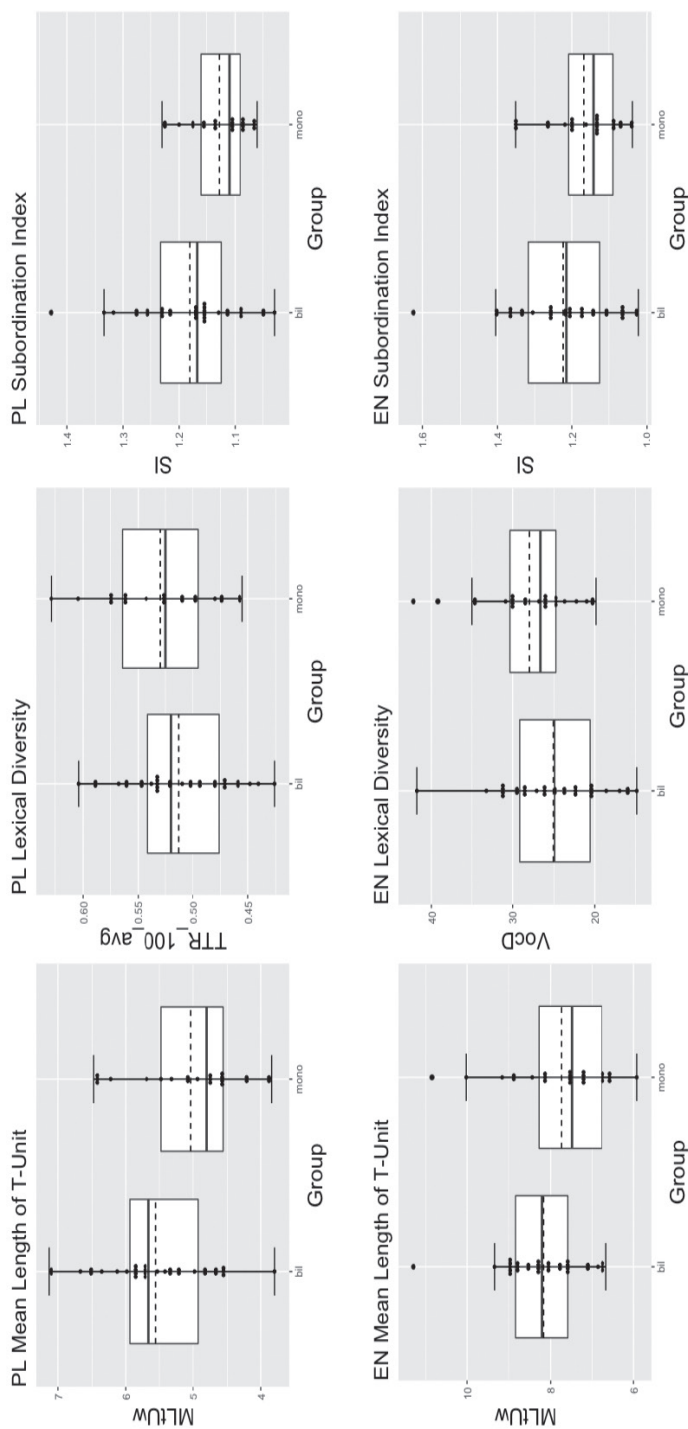 PL Mean Length of T-Unit
MLtUw
7
6
5
4
bil
mono
Group
PL Lexical Diversity
TTR_100_avg
0.60
0.55
0.50
0.45
bil
mono
Group
PL Subordination Index
SI
1.4
1.3
1.2
1.1
bil
mono
Group
EN Mean Length of T-Unit
MLtUw
10
8
6
bil
mono
Group
EN Lexical Diversity
VocD
40
30
20
bil
mono
Group
EN Subordination Index
SI
1.6
1.4
1.2
1.0
bil
mono
Group